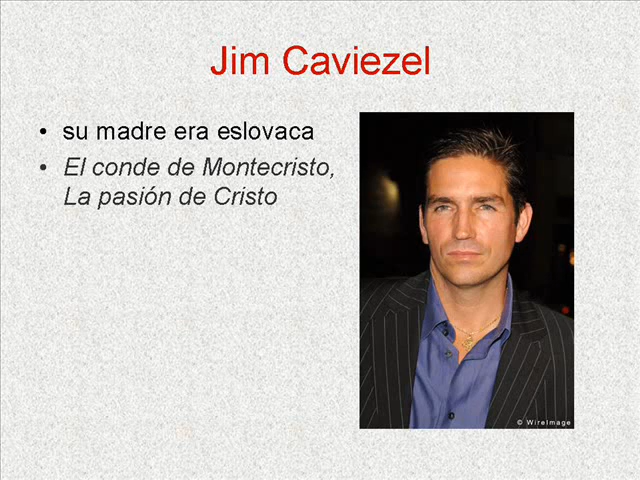 Jim Caviezel
• su madre era eslovaca
• El conde de Montecristo,
La pasión de Cristo
© WireImage